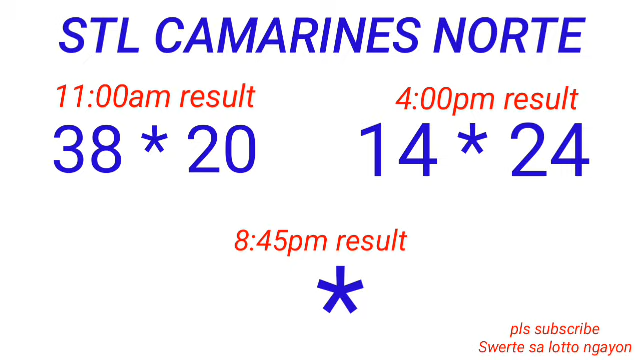 STL CAMARINES NORTE
11:00am result
38 * 20
4:00pm result
14 * 24
8:45pm result
*
pls subscribe
Swerte sa lotto ngayon